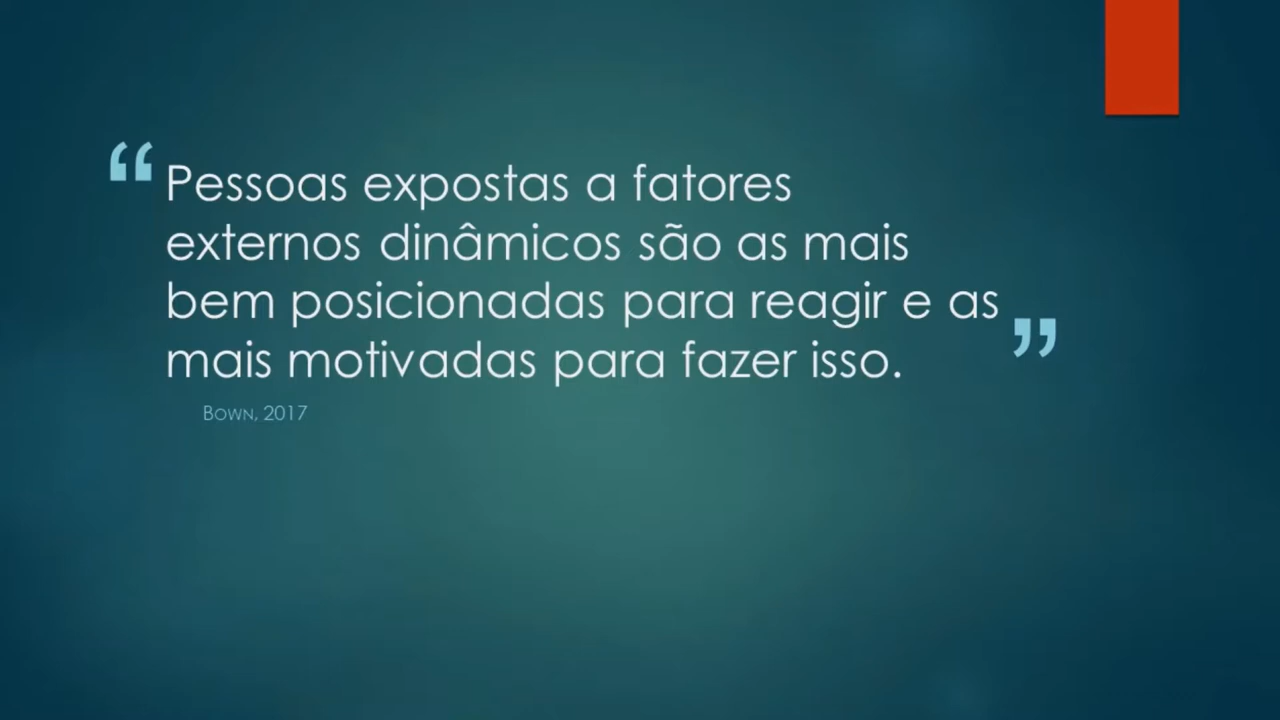 “Pessoas expostas a fatores
externos dinâmicos são as mais
bem posicionadas para reagir e as
mais motivadas para fazer isso.”
Bown, 2017